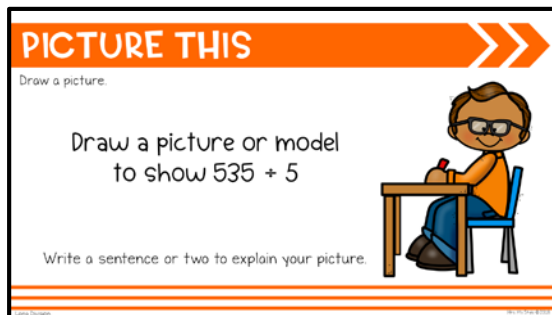 PICTURE THIS
Draw a picture.
Draw a picture or model
to show 535 ÷ 5
Write a sentence or two to explain your picture.